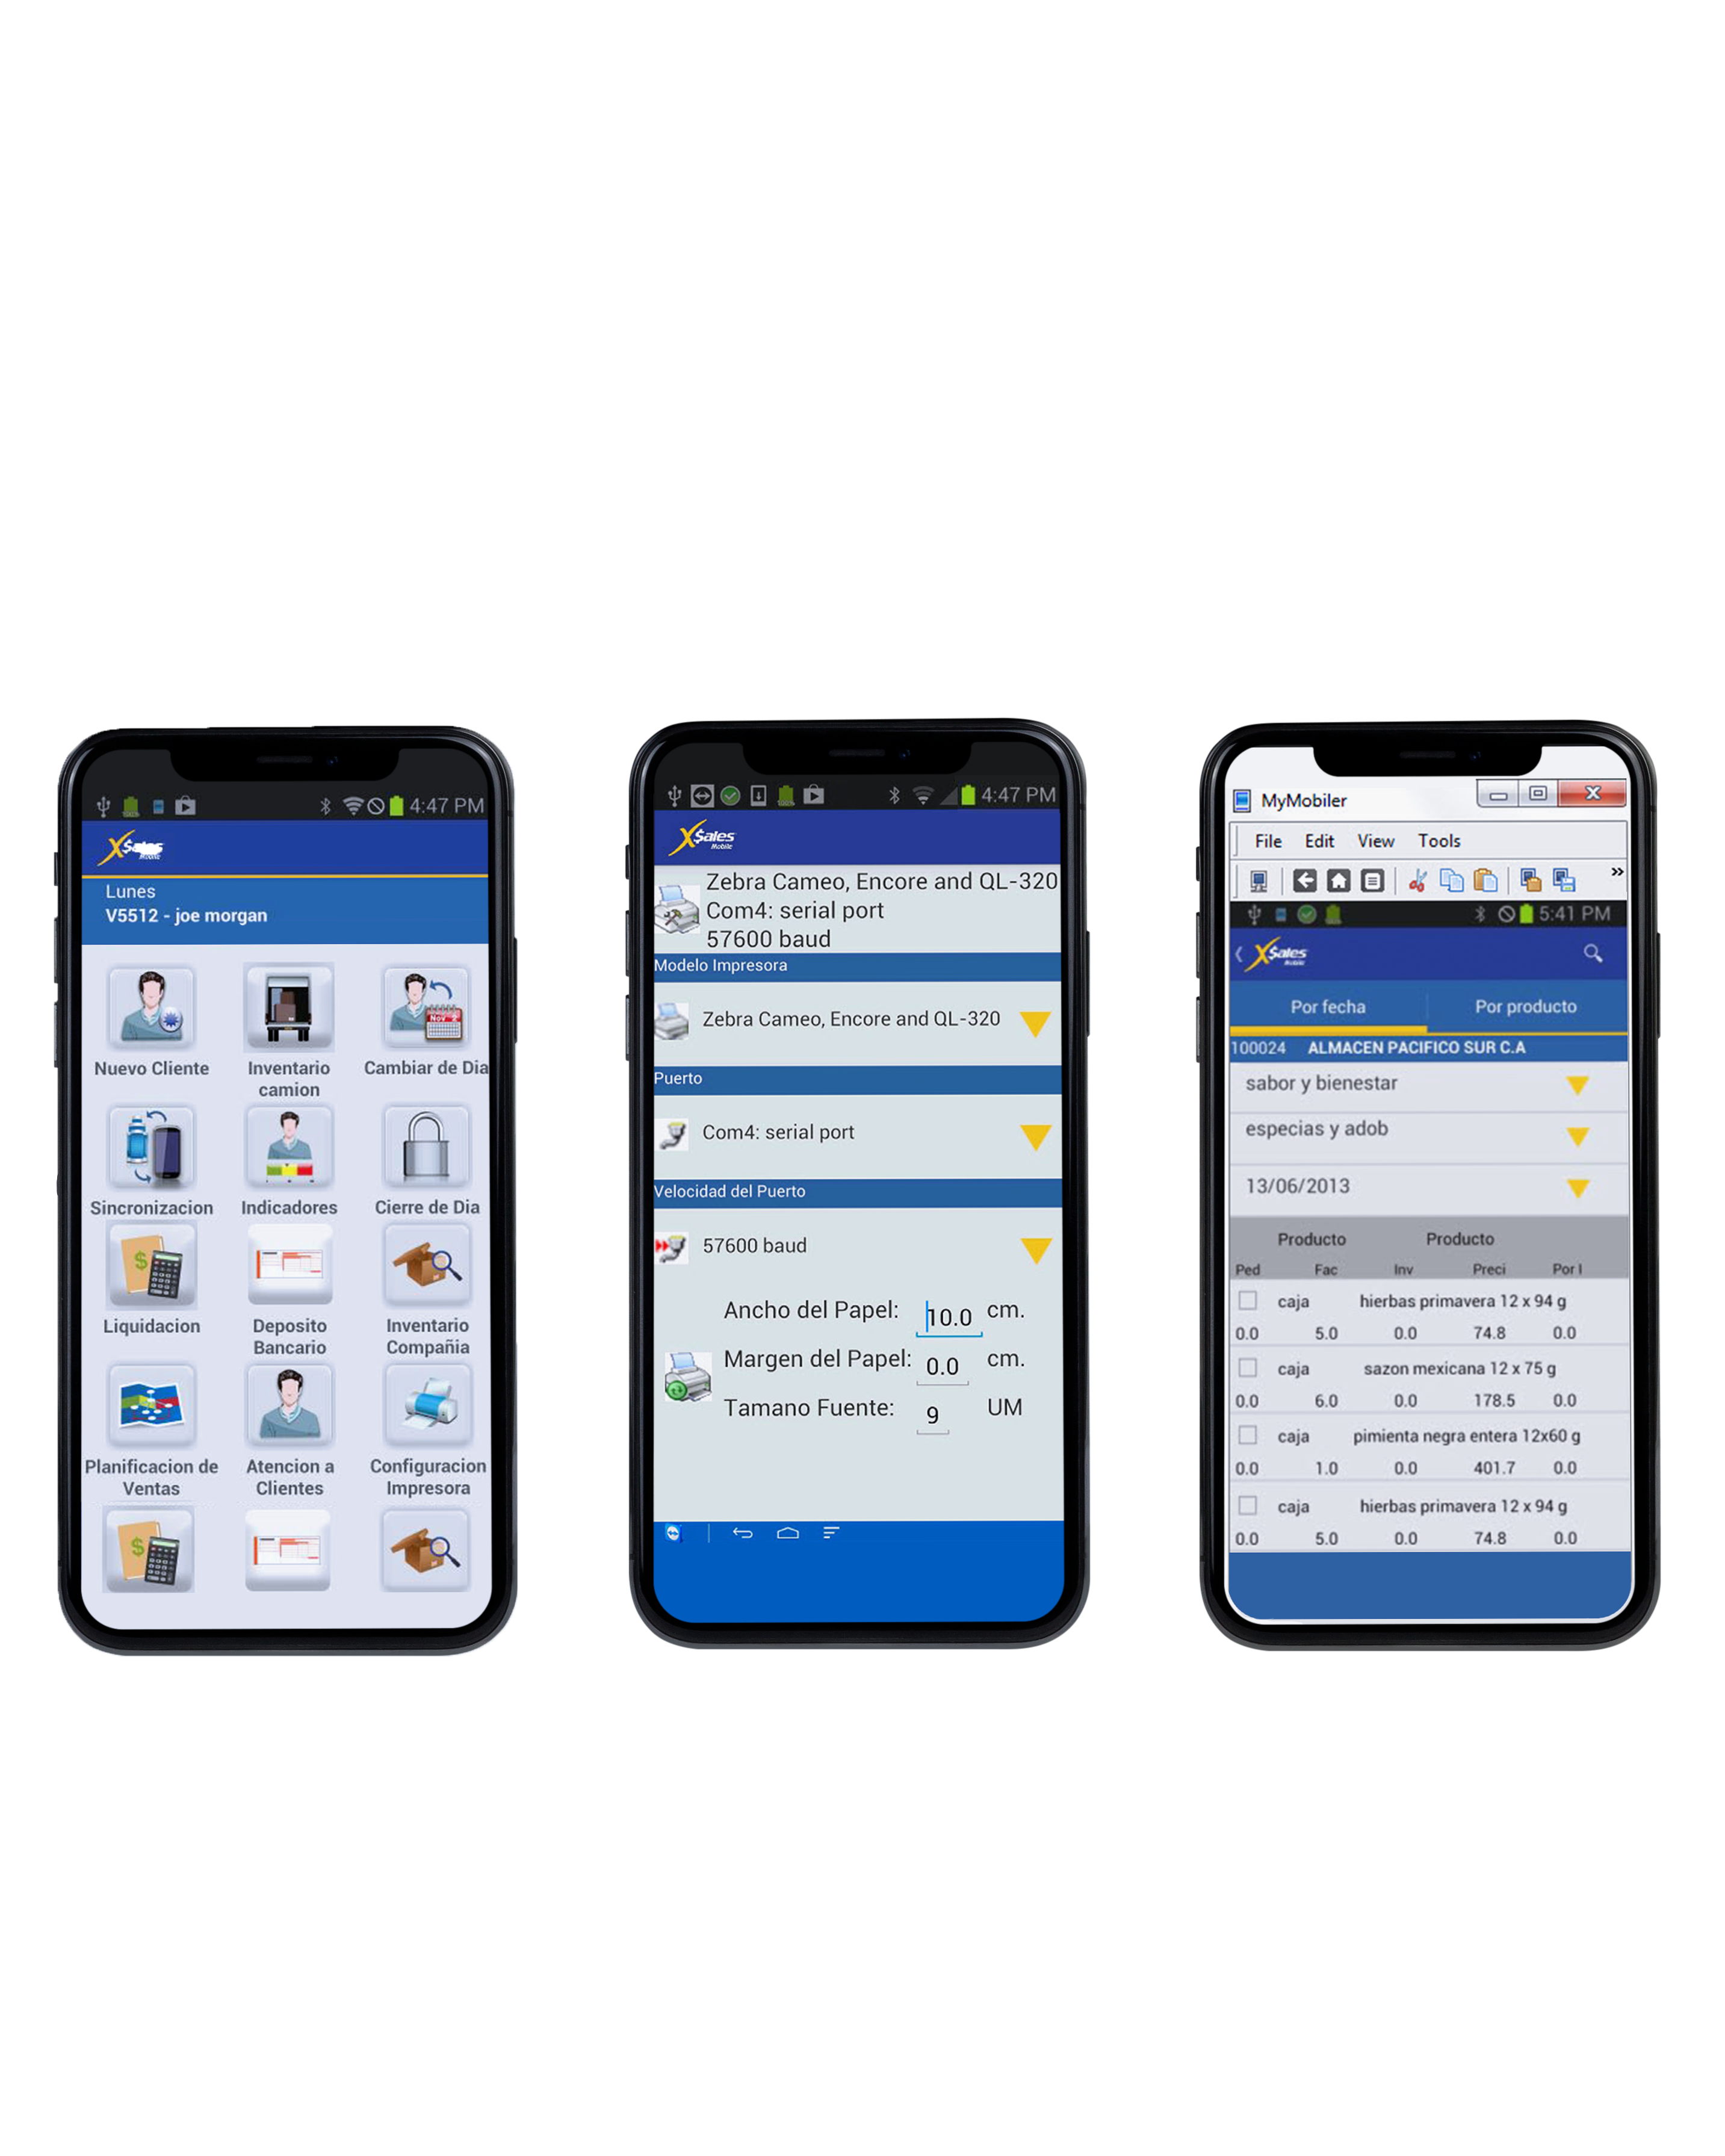 4:47 PM
XSales
Mobile
Lunes
V5512 - joe morgan
Nuevo Cliente
Inventario
camion
Cambiar de Dia
Sincronizacion
Indicadores
Cierre de Dia
Liquidacion
Deposito
Bancario
Inventario
Compañia
Planificacion de
Ventas
Atencion a
Clientes
Configuracion
Impresora
4:47 PM
X$ales
Mobile
Zebra Cameo, Encore and QL-320
Com4: serial port
57600 baud
Modelo Impresora
Zebra Cameo, Encore and QL-320
Puerto
Com4: serial port
Velocidad del Puerto
57600 baud
Ancho del Papel: 10.0 cm.
Margen del Papel: 0.0 cm.
Tamano Fuente: 9 UM
MyMobiler
File Edit View Tools
5:41 PM
X$ales
Mobile
Por fecha Por producto
100024 ALMACEN PACIFICO SUR C.A
sabor y bienestar
especias y adob
13/06/2013
Producto Producto
Ped Fac Inv Preci Por I
caja hierbas primavera 12 x 94 g
0.0 5.0 0.0 74.8 0.0
caja sazon mexicana 12 x 75 g
0.0 6.0 0.0 178.5 0.0
caja pimienta negra entera 12x60 g
0.0 1.0 0.0 401.7 0.0
caja hierbas primavera 12 x 94 g
0.0 5.0 0.0 74.8 0.0